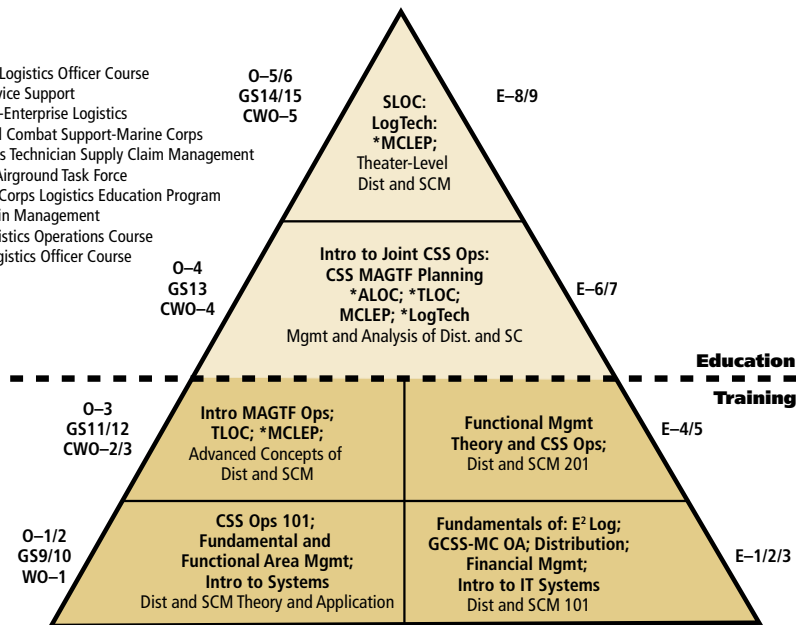 Logistics Officer Course
vice Support
-Enterprise Logistics
Combat Support-Marine Corps
s Technician Supply Claim Management
Airground Task Force
Corps Logistics Education Program
in Management
istics Operations Course
gistics Officer Course
O–5/6
GS14/15
CWO–5
SLOC:
LogTech:
*MCLEP;
Theater-Level
Dist and SCM
E–8/9
O–4
GS13
CWO–4
Intro to Joint CSS Ops:
CSS MAGTF Planning
*ALOC; *TLOC;
MCLEP; *LogTech
Mgmt and Analysis of Dist. and SC
E–6/7
Education
Training
O–3
GS11/12
CWO–2/3
Intro MAGTF Ops;
TLOC; *MCLEP;
Advanced Concepts of
Dist and SCM
Functional Mgmt
Theory and CSS Ops;
Dist and SCM 201
E–4/5
O–1/2
GS9/10
WO–1
CSS Ops 101;
Fundamental and
Functional Area Mgmt;
Intro to Systems
Dist and SCM Theory and Application
Fundamentals of: E² Log;
GCSS-MC OA; Distribution;
Financial Mgmt;
Intro to IT Systems
Dist and SCM 101
E–1/2/3